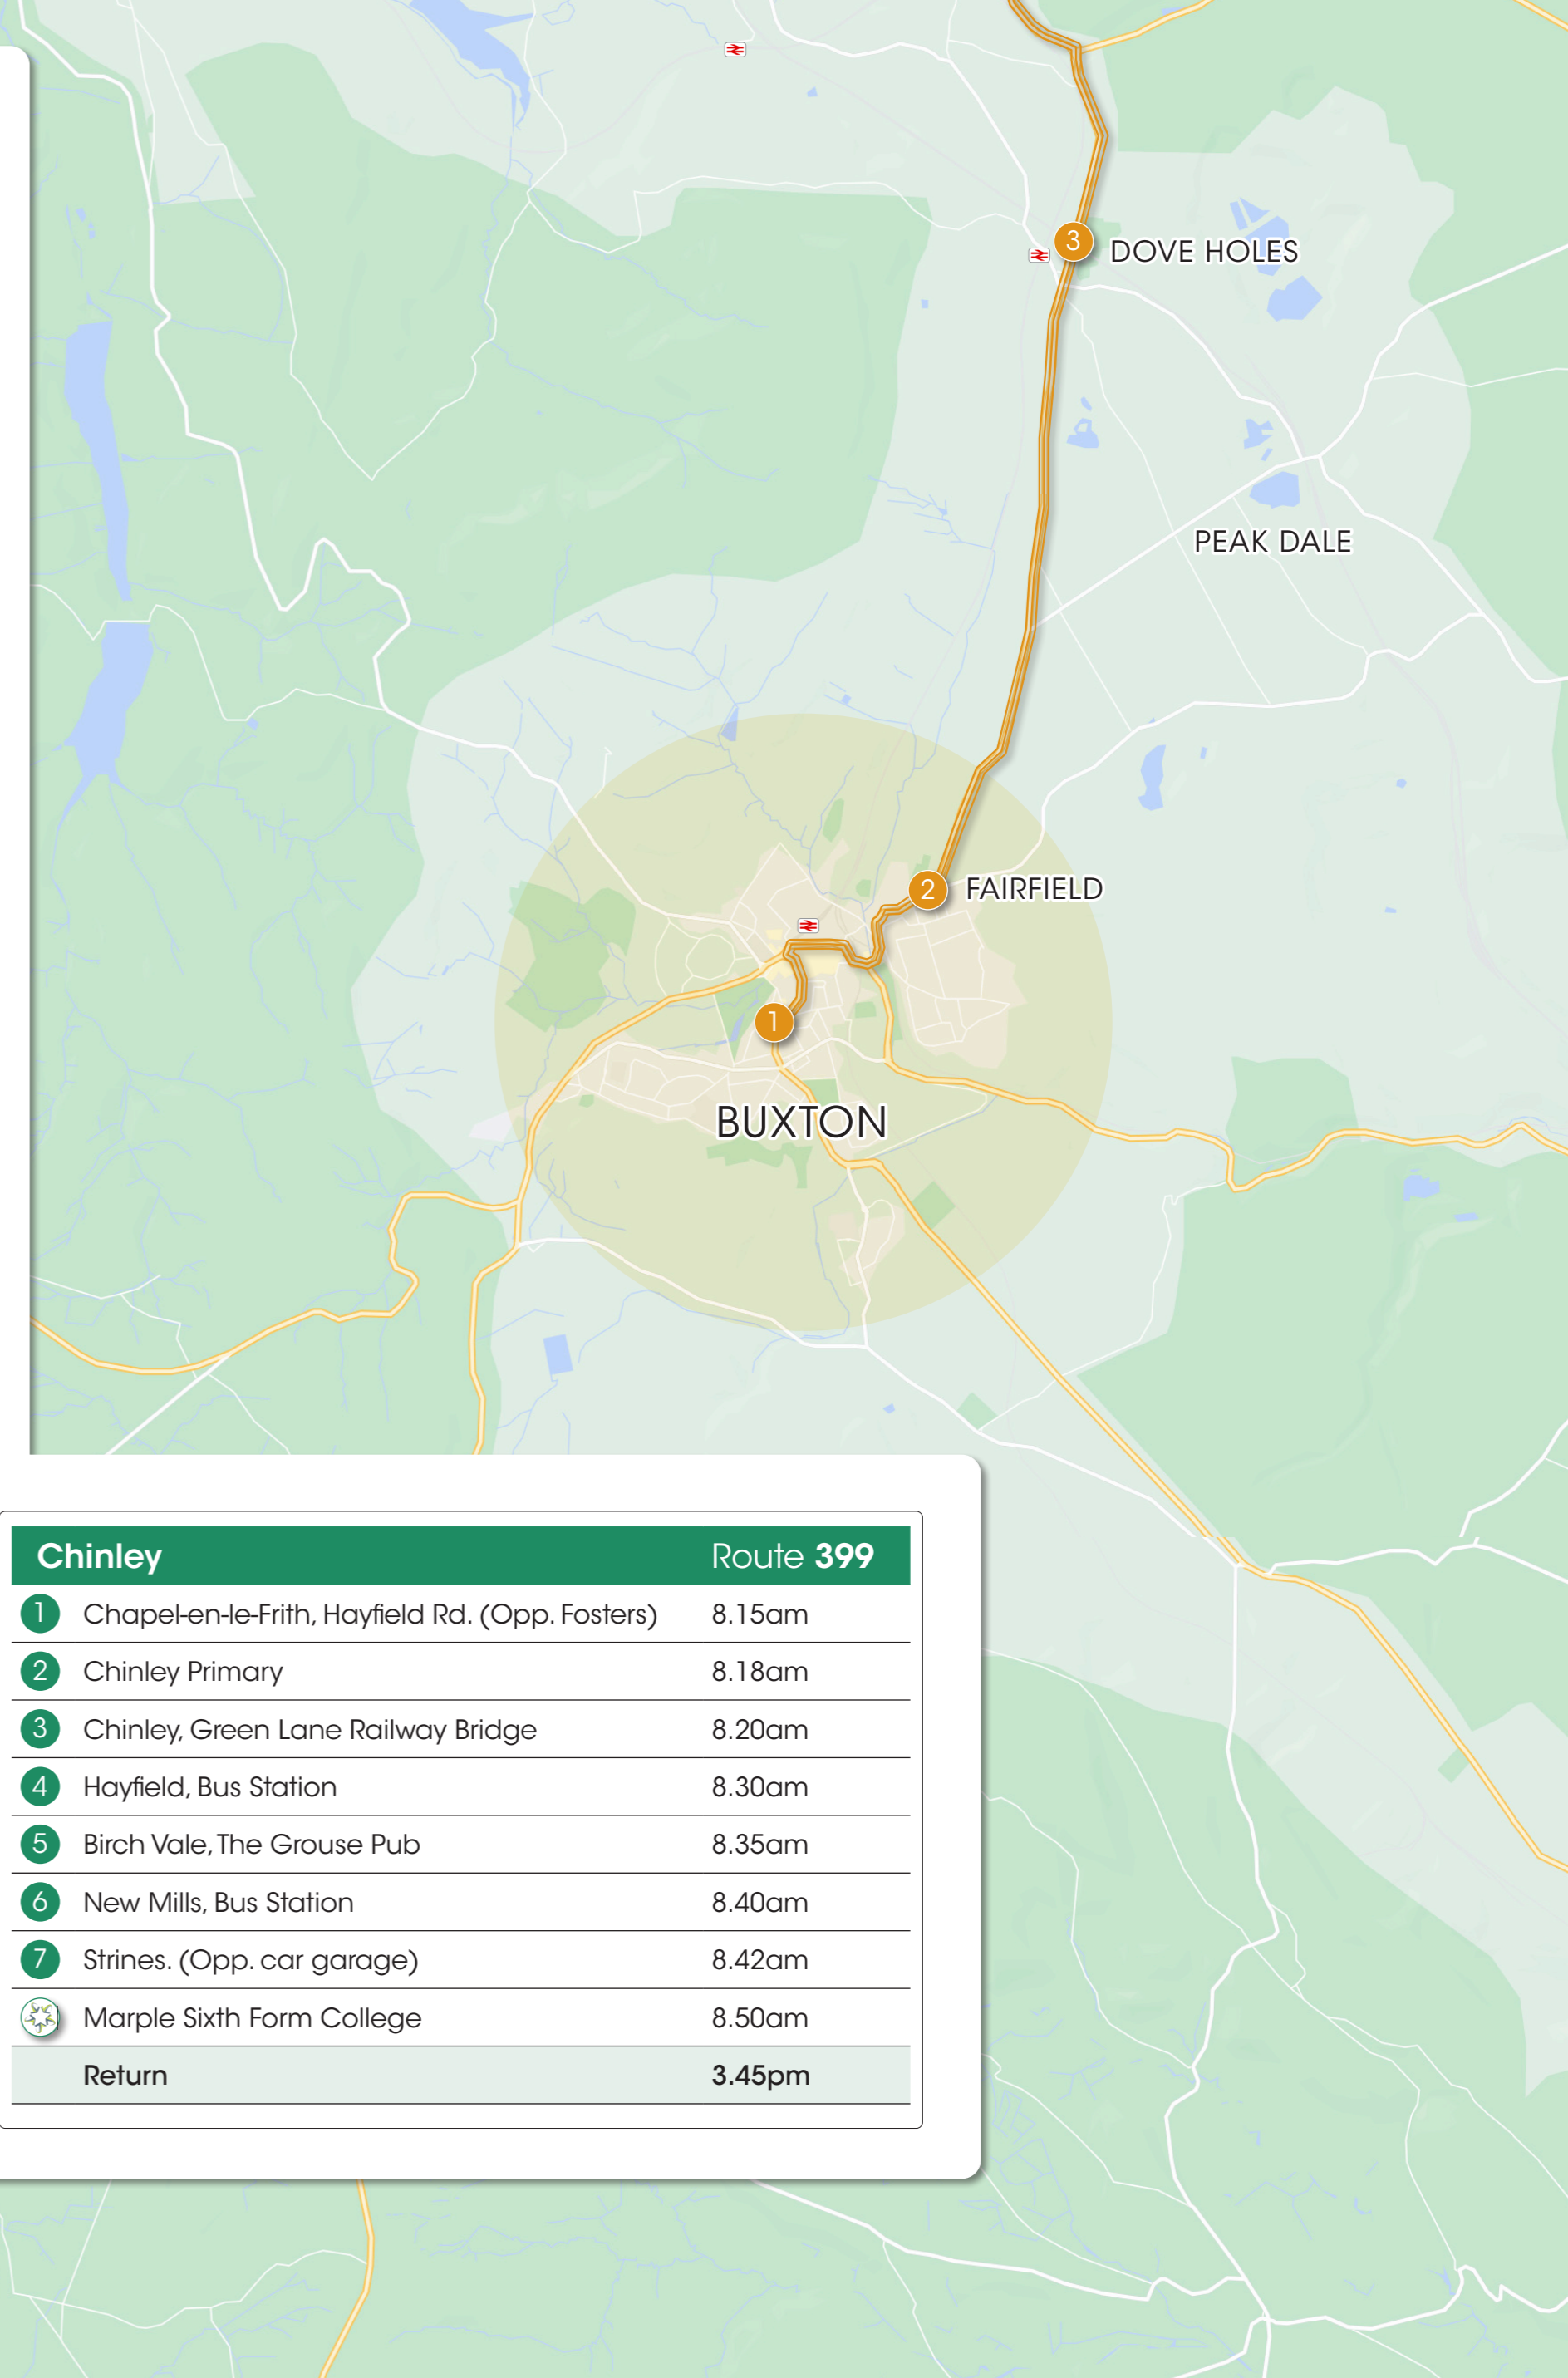 3 DOVE HOLES
PEAK DALE
2 FAIRFIELD
1
BUXTON
Chinley Route 399
1 Chapel-en-le-Frith, Hayfield Rd. (Opp. Fosters) 8.15am
2 Chinley Primary 8.18am
3 Chinley, Green Lane Railway Bridge 8.20am
4 Hayfield, Bus Station 8.30am
5 Birch Vale, The Grouse Pub 8.35am
6 New Mills, Bus Station 8.40am
7 Strines. (Opp. car garage) 8.42am
Marple Sixth Form College 8.50am
Return 3.45pm